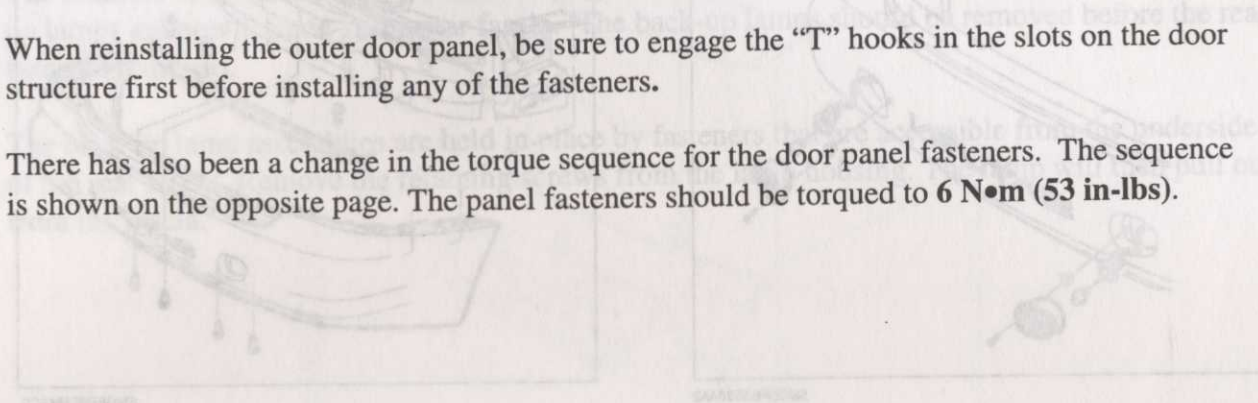 When reinstalling the outer door panel, be sure to engage the “T” hooks in the slots on the door
structure first before installing any of the fasteners.
There has also been a change in the torque sequence for the door panel fasteners. The sequence
is shown on the opposite page. The panel fasteners should be torqued to 6 N•m (53 in-lbs).